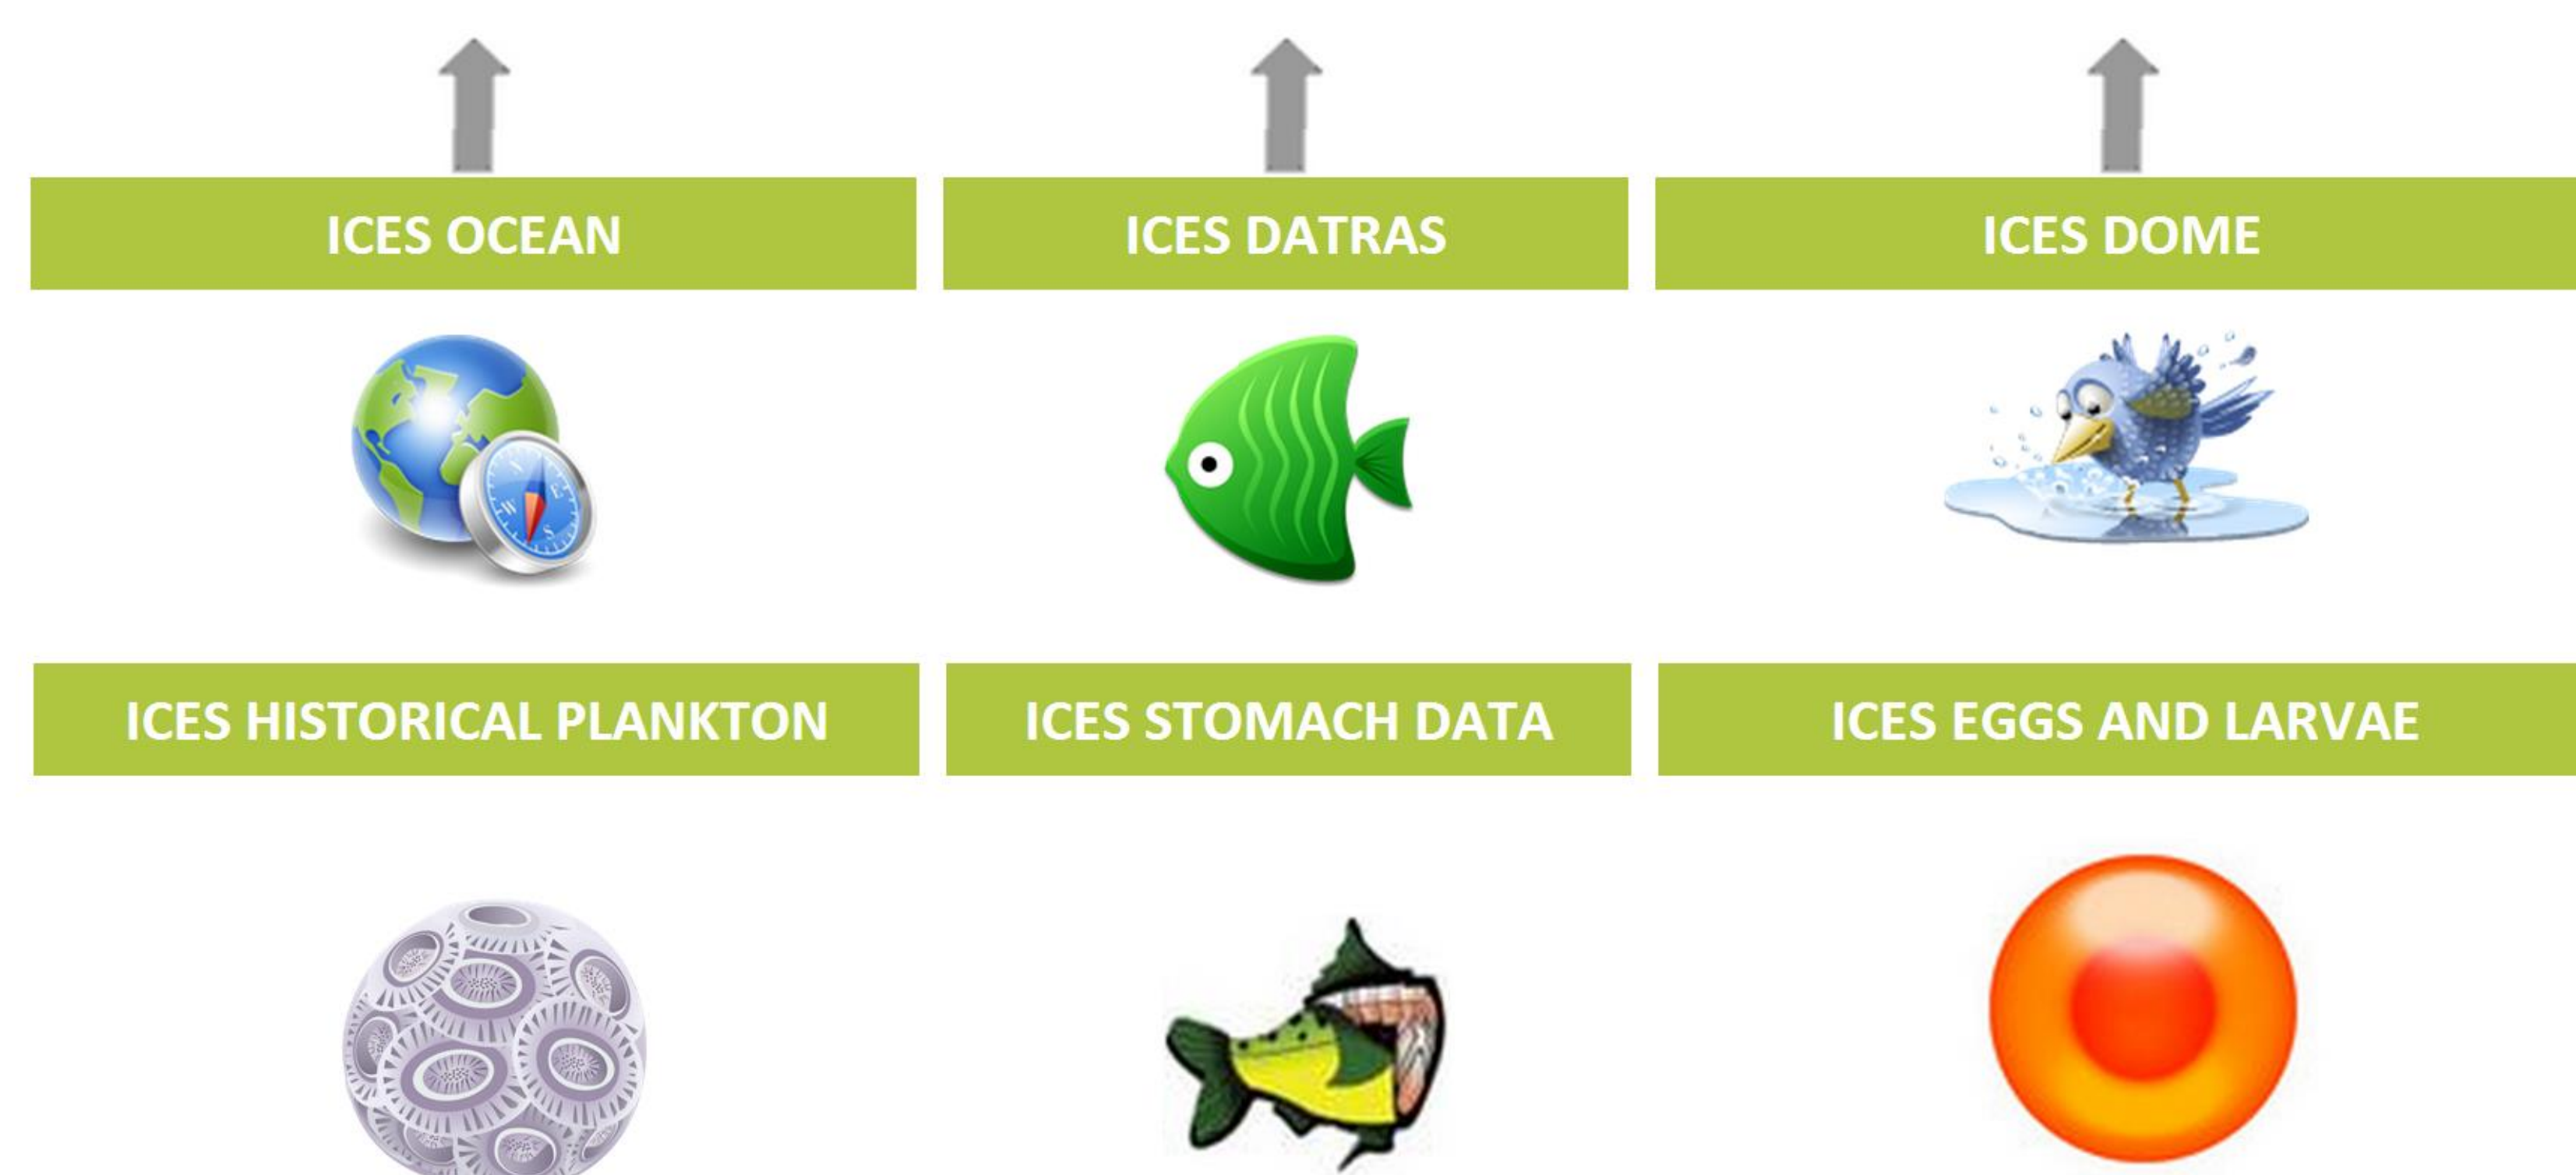 ICES OCEAN
ICES DATRAS
ICES DOME
ICES HISTORICAL PLANKTON
ICES STOMACH DATA
ICES EGGS AND LARVAE